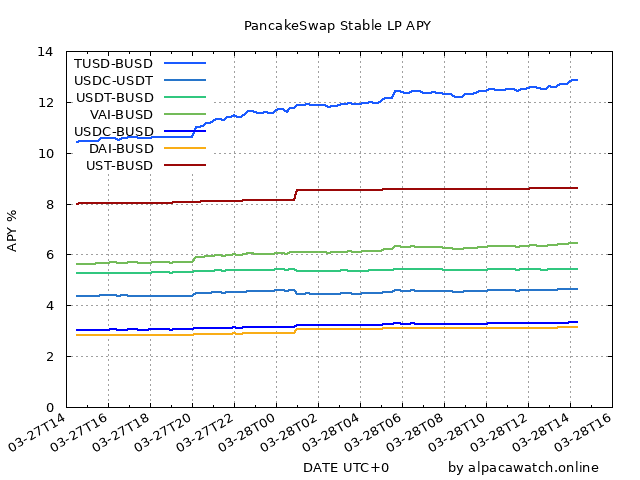 PancakeSwap Stable LP APY
14
12
10
8
6
4
2
0
APY %
TUSD-BUSD
USDC-USDT
USDT-BUSD
VAI-BUSD
USDC-BUSD
DAI-BUSD
UST-BUSD
03-27T14
03-27T16
03-27T18
03-27T20
03-27T22
03-28T00
03-28T02
03-28T04
03-28T06
03-28T08
03-28T10
03-28T12
03-28T14
03-28T16
DATE UTC+0
by alpacawatch.online